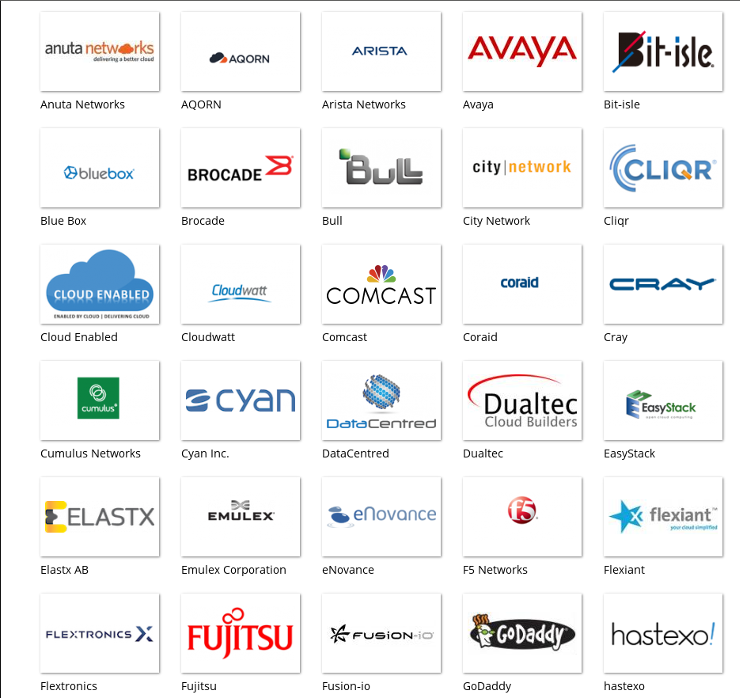 anuta networks
delivering a better cloud
AQORN
ARISTA
AVAYA
Bit-isle®
Anuta Networks
AQORN
Arista Networks
Avaya
Bit-isle
bluebox
BROCADE
Bull
city|network
CLIQR®
Blue Box
Brocade
Bull
City Network
Cliqr
CLOUD ENABLED
ENABLED BY CLOUD | DELIVERING CLOUD
Cloudwatt
COMCAST
coraid
CRAY
Cloud Enabled
Cloudwatt
Comcast
Coraid
Cray
cumulus
CYAN
DataCentred
Dualtec
Cloud Builders
EasyStack
open cloud computing
Cumulus Networks
Cyan Inc.
DataCentred
Dualtec
EasyStack
ELASTX
EMULEX
eNovance
f5
flexiant™
your cloud simplified
Elastx AB
Emulex Corporation
eNovance
F5 Networks
Flexiant
FLEXTRONICS
FUJITSU
FUSION-iO
GoDaddy
hastexo!
Flextronics
Fujitsu
Fusion-io
GoDaddy
hastexo